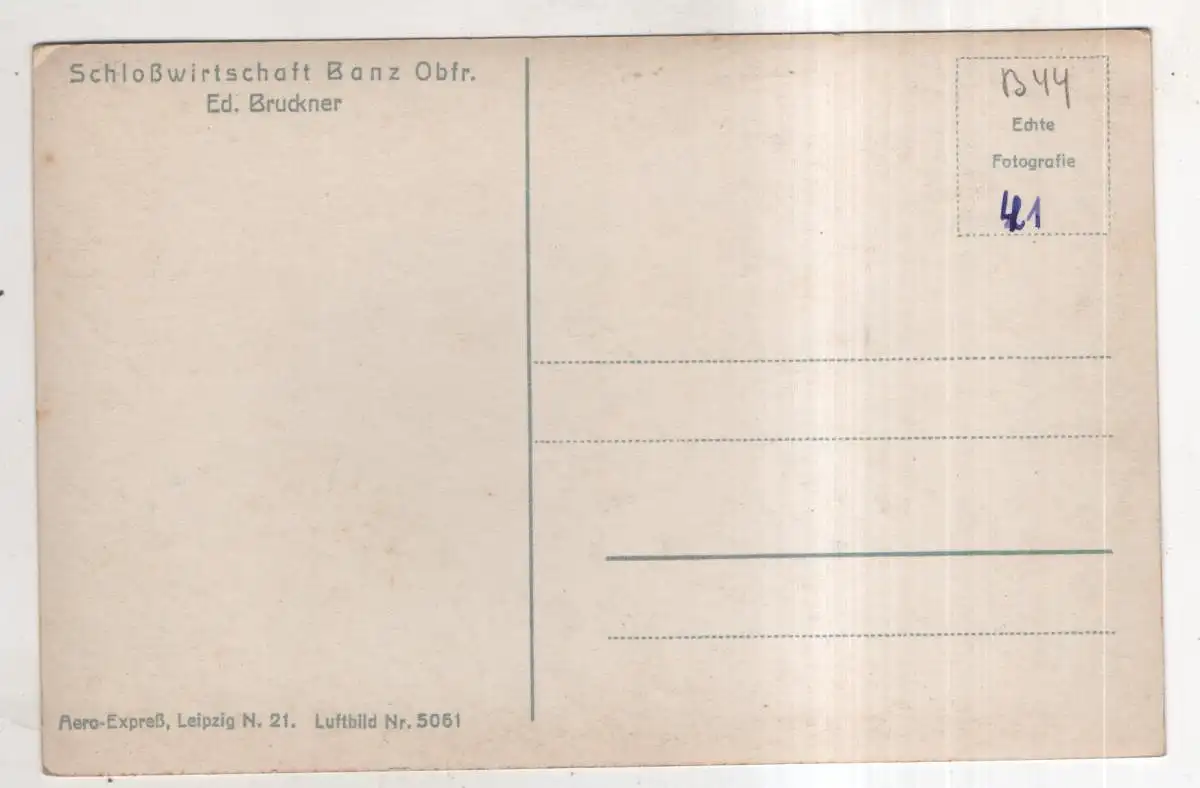 Schloßwirtschaft Banz Obfr.
Ed. Bruckner
B44
Echte
Fotografie
41
Aero-Expreß, Leipzig N. 21. Luftbild Nr. 5061